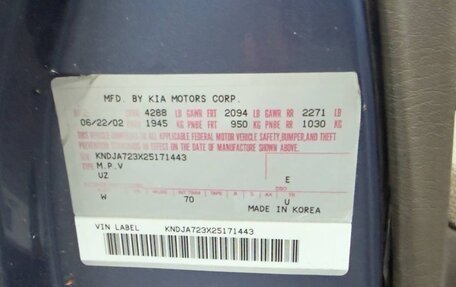 MFD. BY KIA MOTORS CORP.
4288 LB GAWR FRT 2094 LB GAWR RR 2271 LB
06/22/02 1945 KG PNBE FRT 950 KG PNBE RR 1030 KG
THIS VEHICLE CONFORMS TO ALL APPLICABLE FEDERAL MOTOR VEHICLE SAFETY, BUMPER, AND THEFT
PREVENTION STANDARDS IN EFFECT ON THE DATE OF MANUFACTURE SHOWN ABOVE.
KNDJA723X25171443
TYPE M.P.V
UZ E
W 70 U
MADE IN KOREA
VIN LABEL KNDJA723X25171443